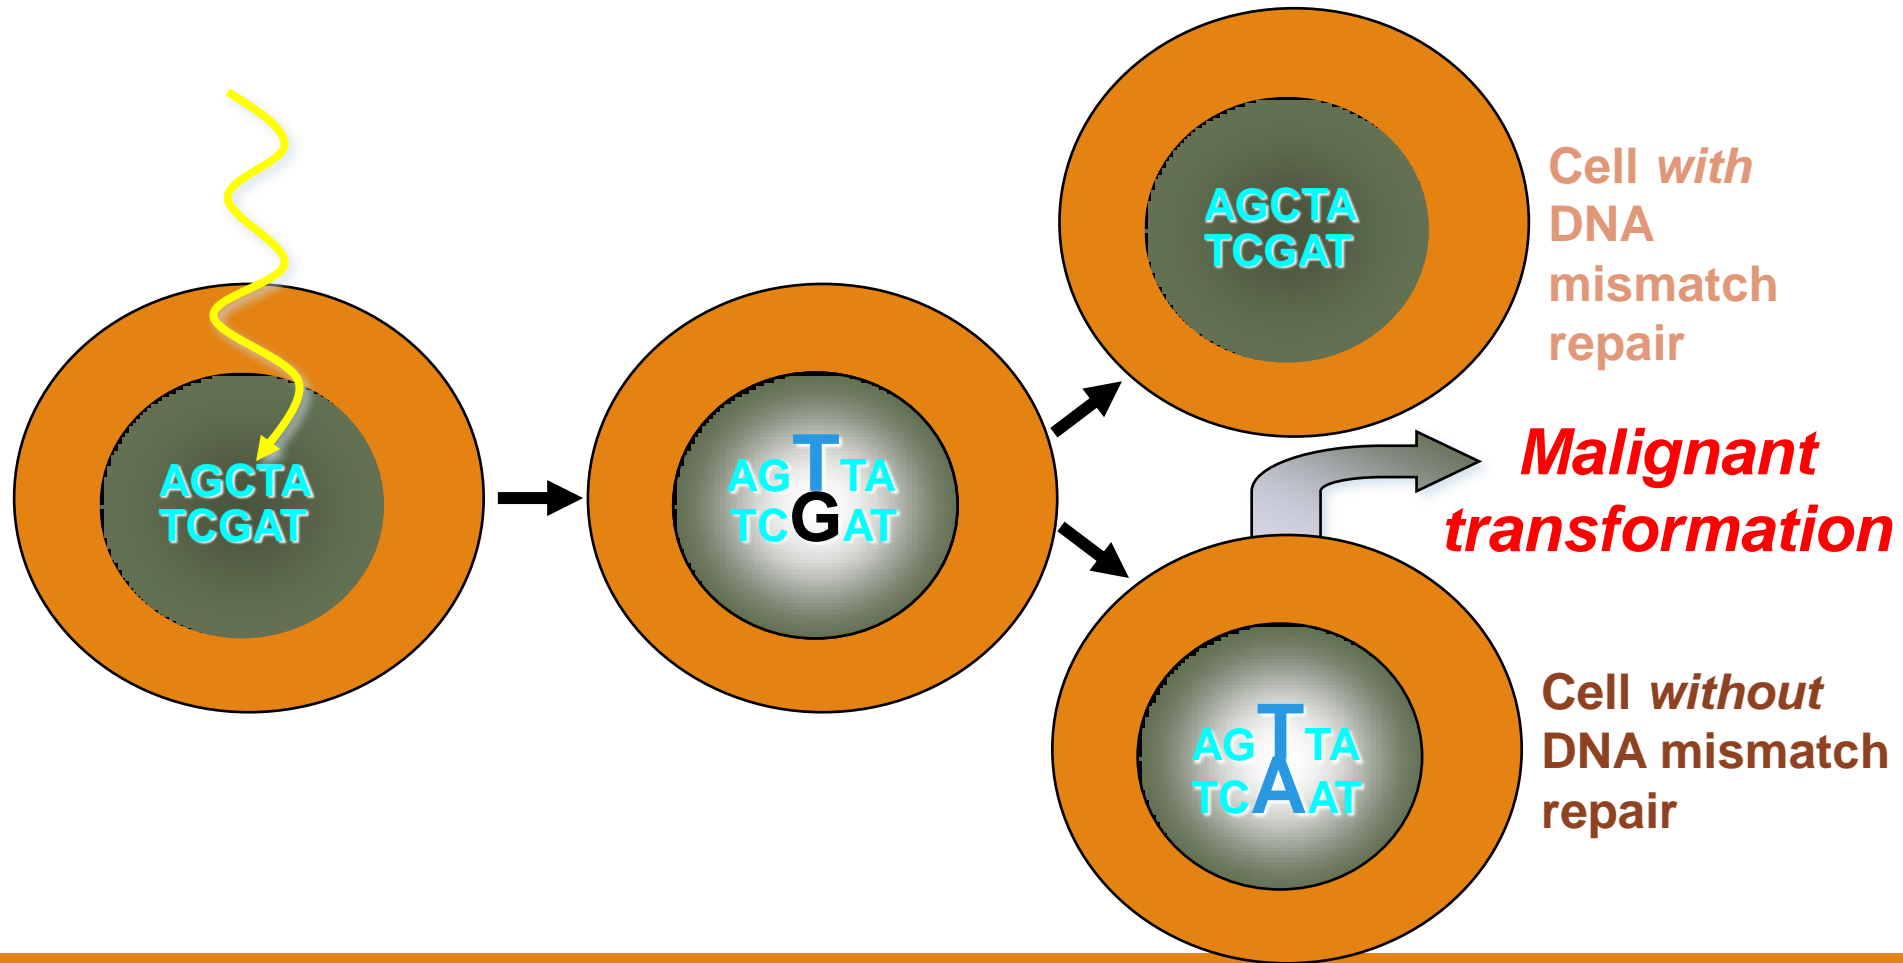 AGCTA
TCGAT
AGTTA
TCGAT
AGCTA
TCGAT
Cell with
DNA
mismatch
repair
Malignant
transformation
AGTTA
TCAAT
Cell without
DNA mismatch
repair